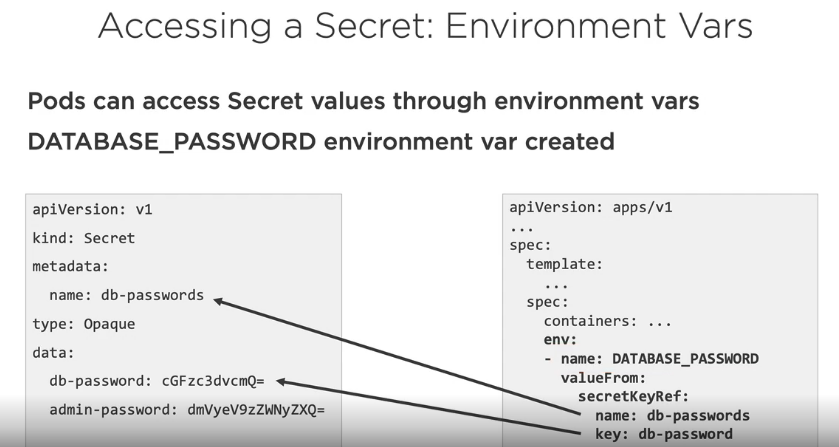 Accessing a Secret: Environment Vars
Pods can access Secret values through environment vars
DATABASE_PASSWORD environment var created
apiVersion: v1
kind: Secret
metadata:
  name: db-passwords
type: Opaque
data:
  db-password: cGFzc3dvcmQ=
  admin-password: dmVyeV9zZWNyZXQ=
apiVersion: apps/v1
...
spec:
  template:
    ...
  spec:
    containers: ...
    env:
    - name: DATABASE_PASSWORD
      valueFrom:
        secretKeyRef:
          name: db-passwords
          key: db-password